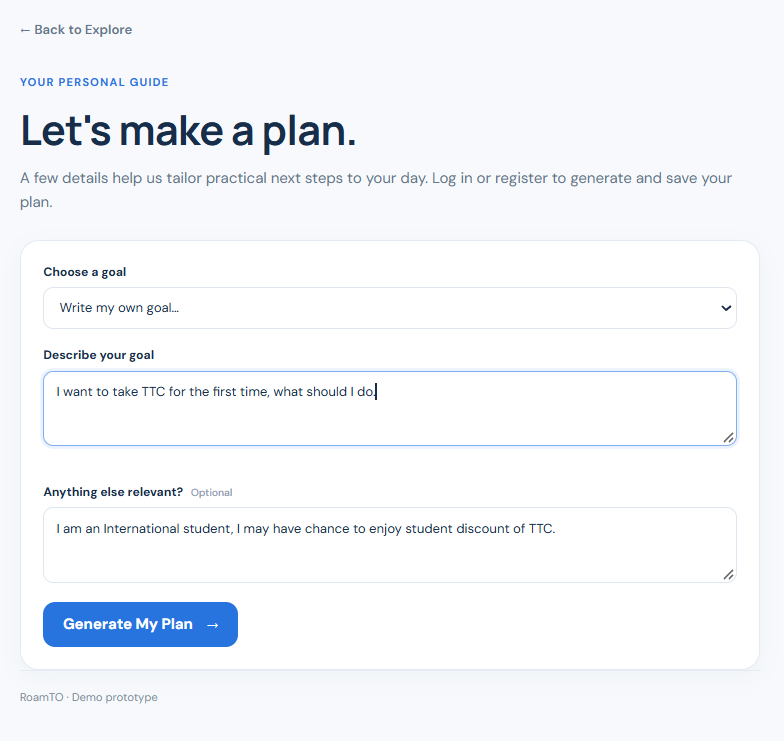 ← Back to Explore
YOUR PERSONAL GUIDE
Let's make a plan.
A few details help us tailor practical next steps to your day. Log in or register to generate and save your
plan.
Choose a goal
Write my own goal...
Describe your goal
I want to take TTC for the first time, what should I do.
Anything else relevant? Optional
I am an International student, I may have chance to enjoy student discount of TTC.
Generate My Plan →
RoamTO · Demo prototype